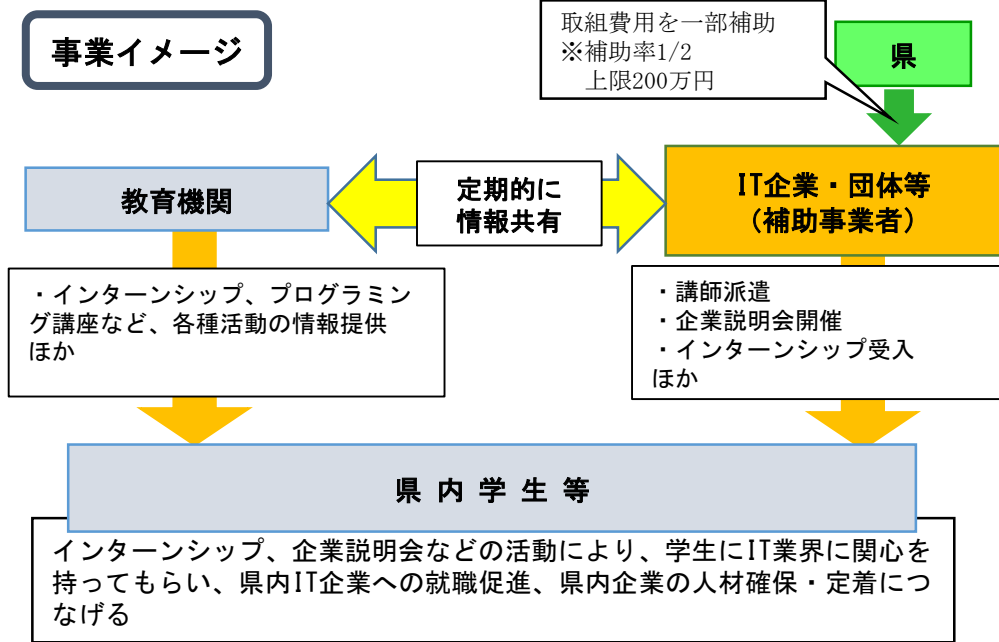 事業イメージ
取組費用を一部補助
※補助率1/2
上限200万円
県
教育機関
定期的に
情報共有
IT企業・団体等
（補助事業者）
・インターンシップ、プログラミン
グ講座など、各種活動の情報提供
ほか
・講師派遣
・企業説明会開催
・インターンシップ受入
ほか
県内学生等
インターンシップ、企業説明会などの活動により、学生にIT業界に関心を
持ってもらい、県内IT企業への就職促進、県内企業の人材確保・定着につ
なげる